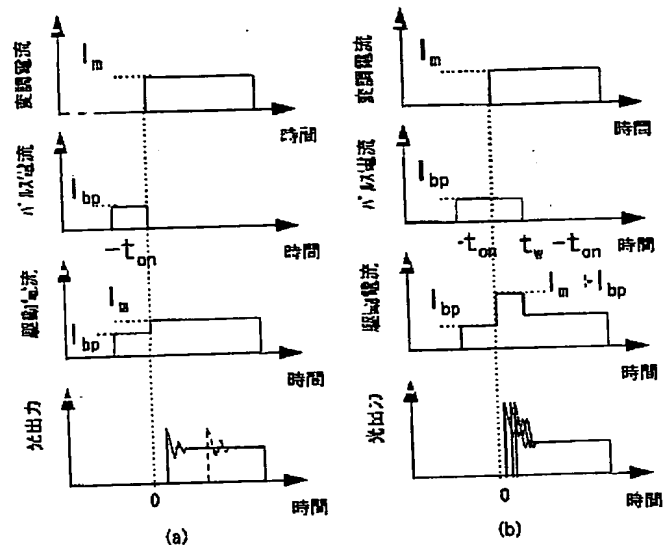 変調電流
I_m
時間
パルス電流
I_bp
-t_on
時間
駆動電流
I_m
I_bp
時間
光出力
0
時間
(a)
変調電流
I_m
時間
パルス電流
I_bp
-t_on
t_w -t_on
時間
駆動電流
I_bp
I_m + I_bp
時間
光出力
0
時間
(b)